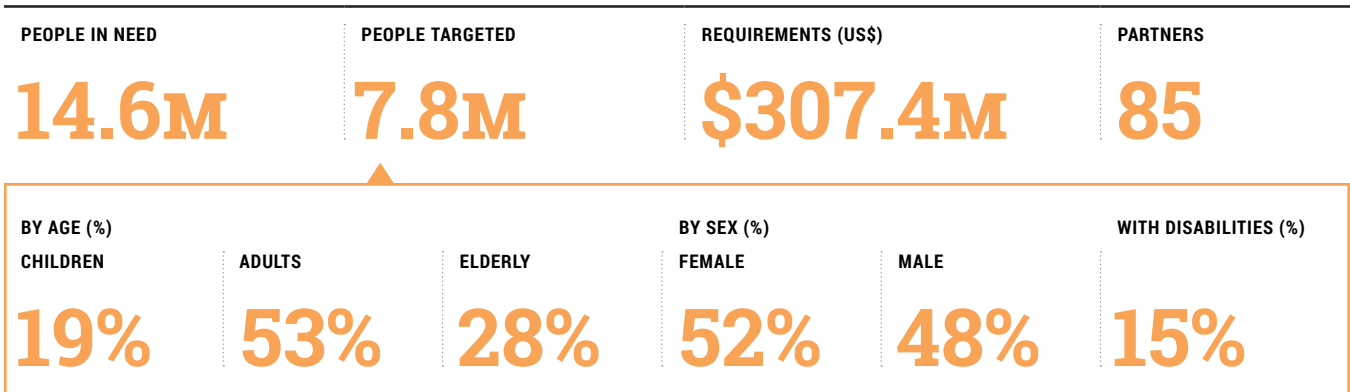 PEOPLE IN NEED PEOPLE TARGETED REQUIREMENTS (US$) PARTNERS
14.6M 7.8M $307.4M 85
BY AGE (%) BY SEX (%) WITH DISABILITIES (%)
CHILDREN ADULTS ELDERLY FEMALE MALE
19% 53% 28% 52% 48% 15%